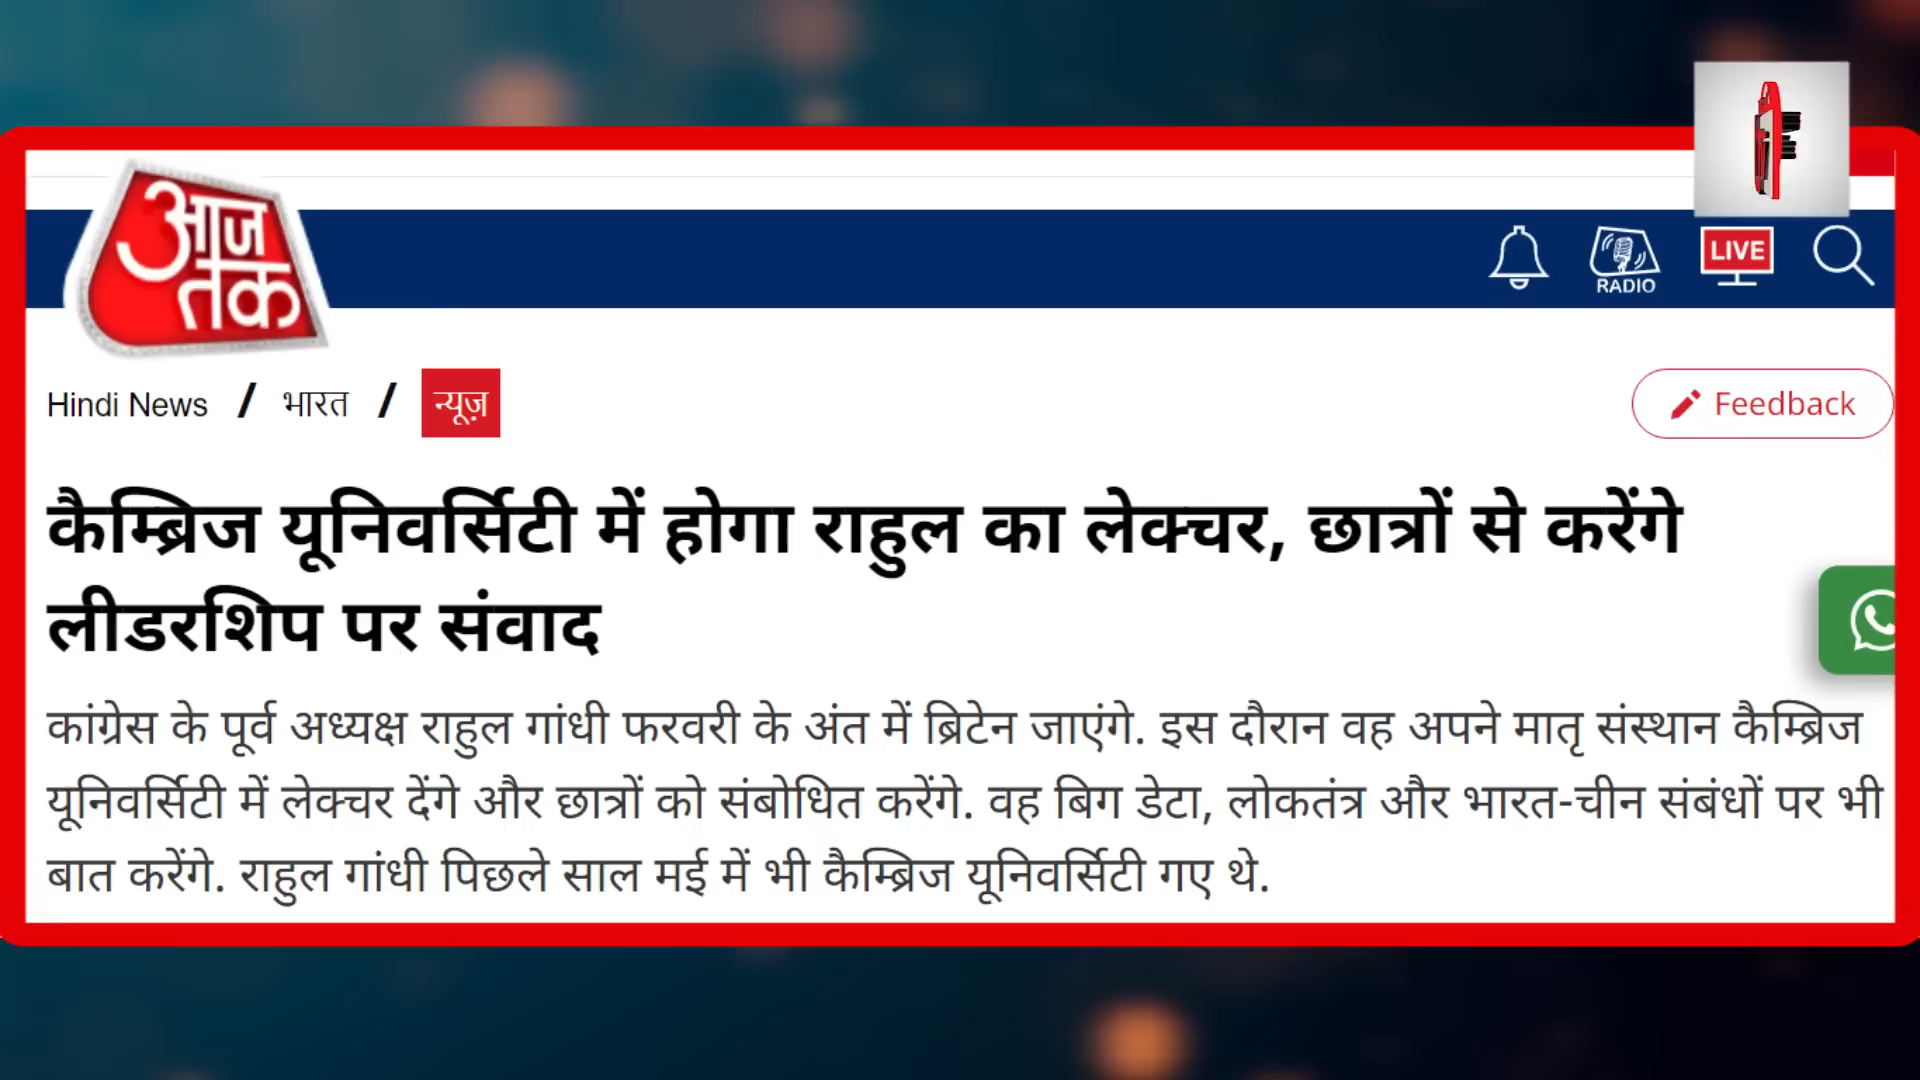 आज
तक
RADIO
LIVE
Hindi News / भारत / न्यूज़
Feedback
कैम्ब्रिज यूनिवर्सिटी में होगा राहुल का लेक्चर, छात्रों से करेंगे
लीडरशिप पर संवाद
कांग्रेस के पूर्व अध्यक्ष राहुल गांधी फरवरी के अंत में ब्रिटेन जाएंगे. इस दौरान वह अपने मातृ संस्थान कैम्ब्रिज
यूनिवर्सिटी में लेक्चर देंगे और छात्रों को संबोधित करेंगे. वह बिग डेटा, लोकतंत्र और भारत-चीन संबंधों पर भी
बात करेंगे. राहुल गांधी पिछले साल मई में भी कैम्ब्रिज यूनिवर्सिटी गए थे.